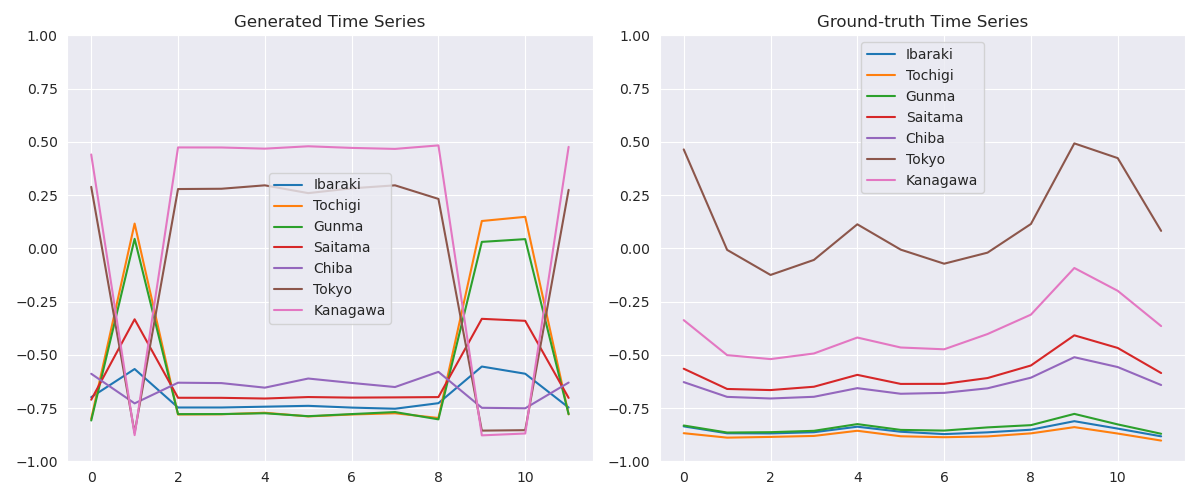 Generated Time Series
1.00
0.75
0.50
0.25
0.00
−0.25
−0.50
−0.75
−1.00
0 2 4 6 8 10
Ibaraki
Tochigi
Gunma
Saitama
Chiba
Tokyo
Kanagawa
Ground-truth Time Series
1.00
0.75
0.50
0.25
0.00
−0.25
−0.50
−0.75
−1.00
0 2 4 6 8 10
Ibaraki
Tochigi
Gunma
Saitama
Chiba
Tokyo
Kanagawa